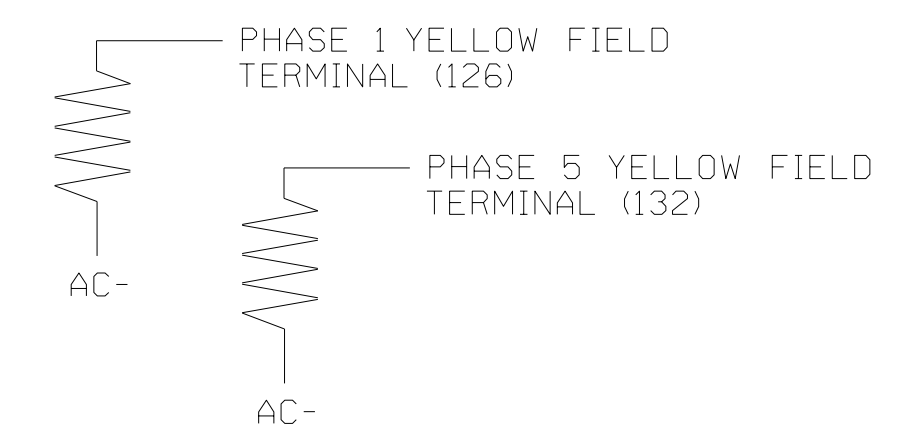 PHASE 1 YELLOW FIELD
TERMINAL (126)
AC-
PHASE 5 YELLOW FIELD
TERMINAL (132)
AC-